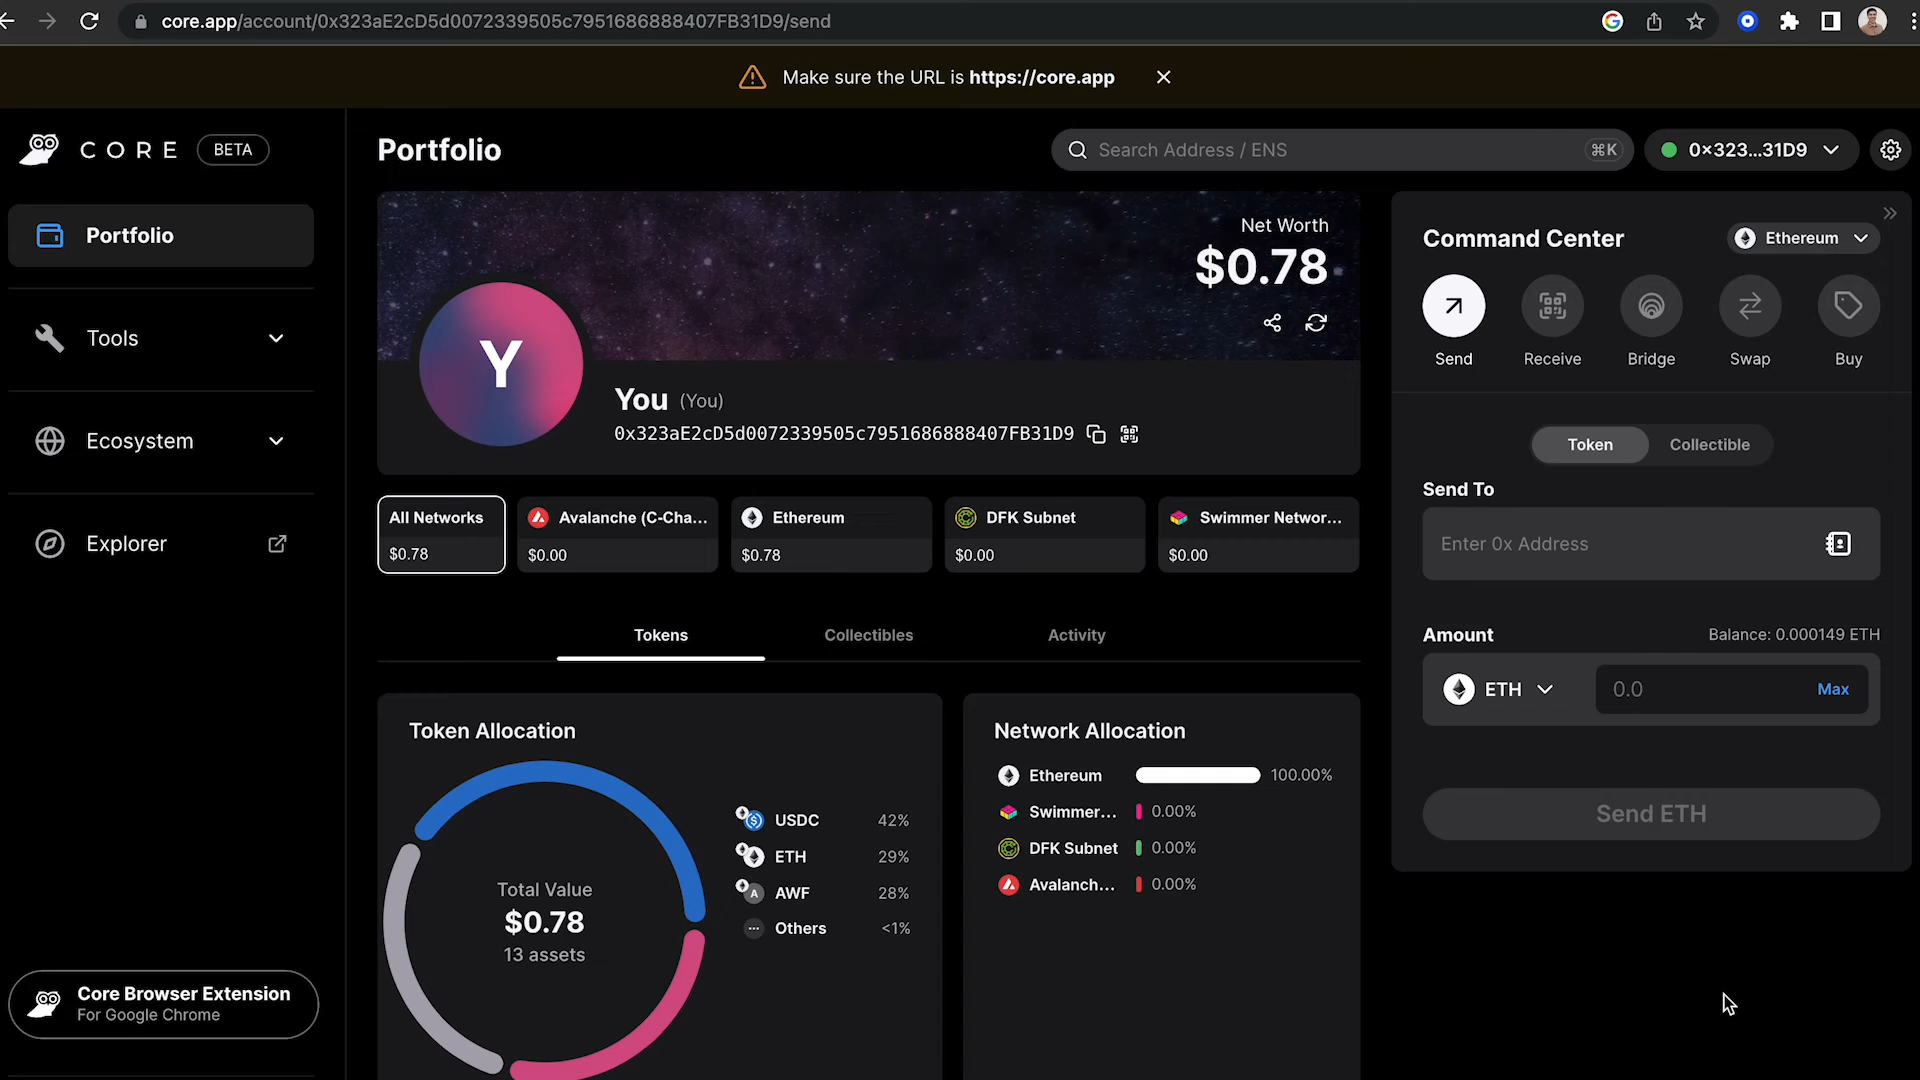 core.app/account/0x323aE2cD5d0072339505c7951686888407FB31D9/send
Make sure the URL is https://core.app
CORE BETA
Portfolio
Tools
Ecosystem
Explorer
Core Browser Extension
For Google Chrome
Portfolio
Search Address / ENS ⌘K
0×323...31D9
Net Worth
$0.78
Y
You (You)
0x323aE2cD5d0072339505c7951686888407FB31D9
All Networks
$0.78
Avalanche (C-Cha...
$0.00
Ethereum
$0.78
DFK Subnet
$0.00
Swimmer Networ...
$0.00
Tokens Collectibles Activity
Token Allocation
Total Value
$0.78
13 assets
USDC 42%
ETH 29%
A AWF 28%
Others <1%
Network Allocation
Ethereum 100.00%
Swimmer... 0.00%
DFK Subnet 0.00%
Avalanch... 0.00%
Command Center Ethereum
Send Receive Bridge Swap Buy
Token Collectible
Send To
Enter 0x Address
Amount Balance: 0.000149 ETH
ETH 0.0 Max
Send ETH